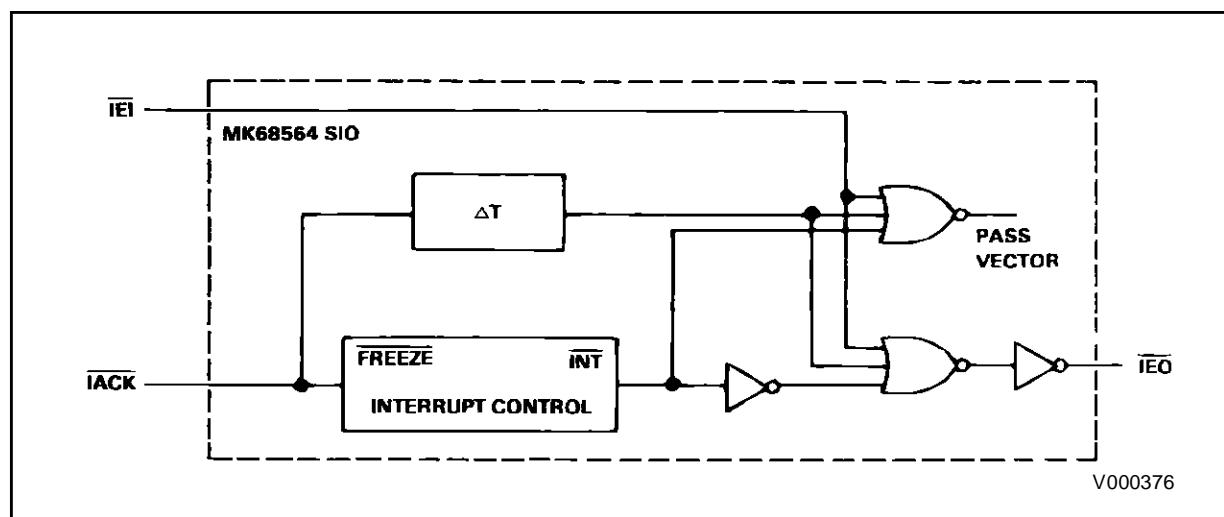 IEI
MK68564 SIO
ΔT
PASS
VECTOR
FREEZE
INT
IACK
IEO
INTERRUPT CONTROL
V000376